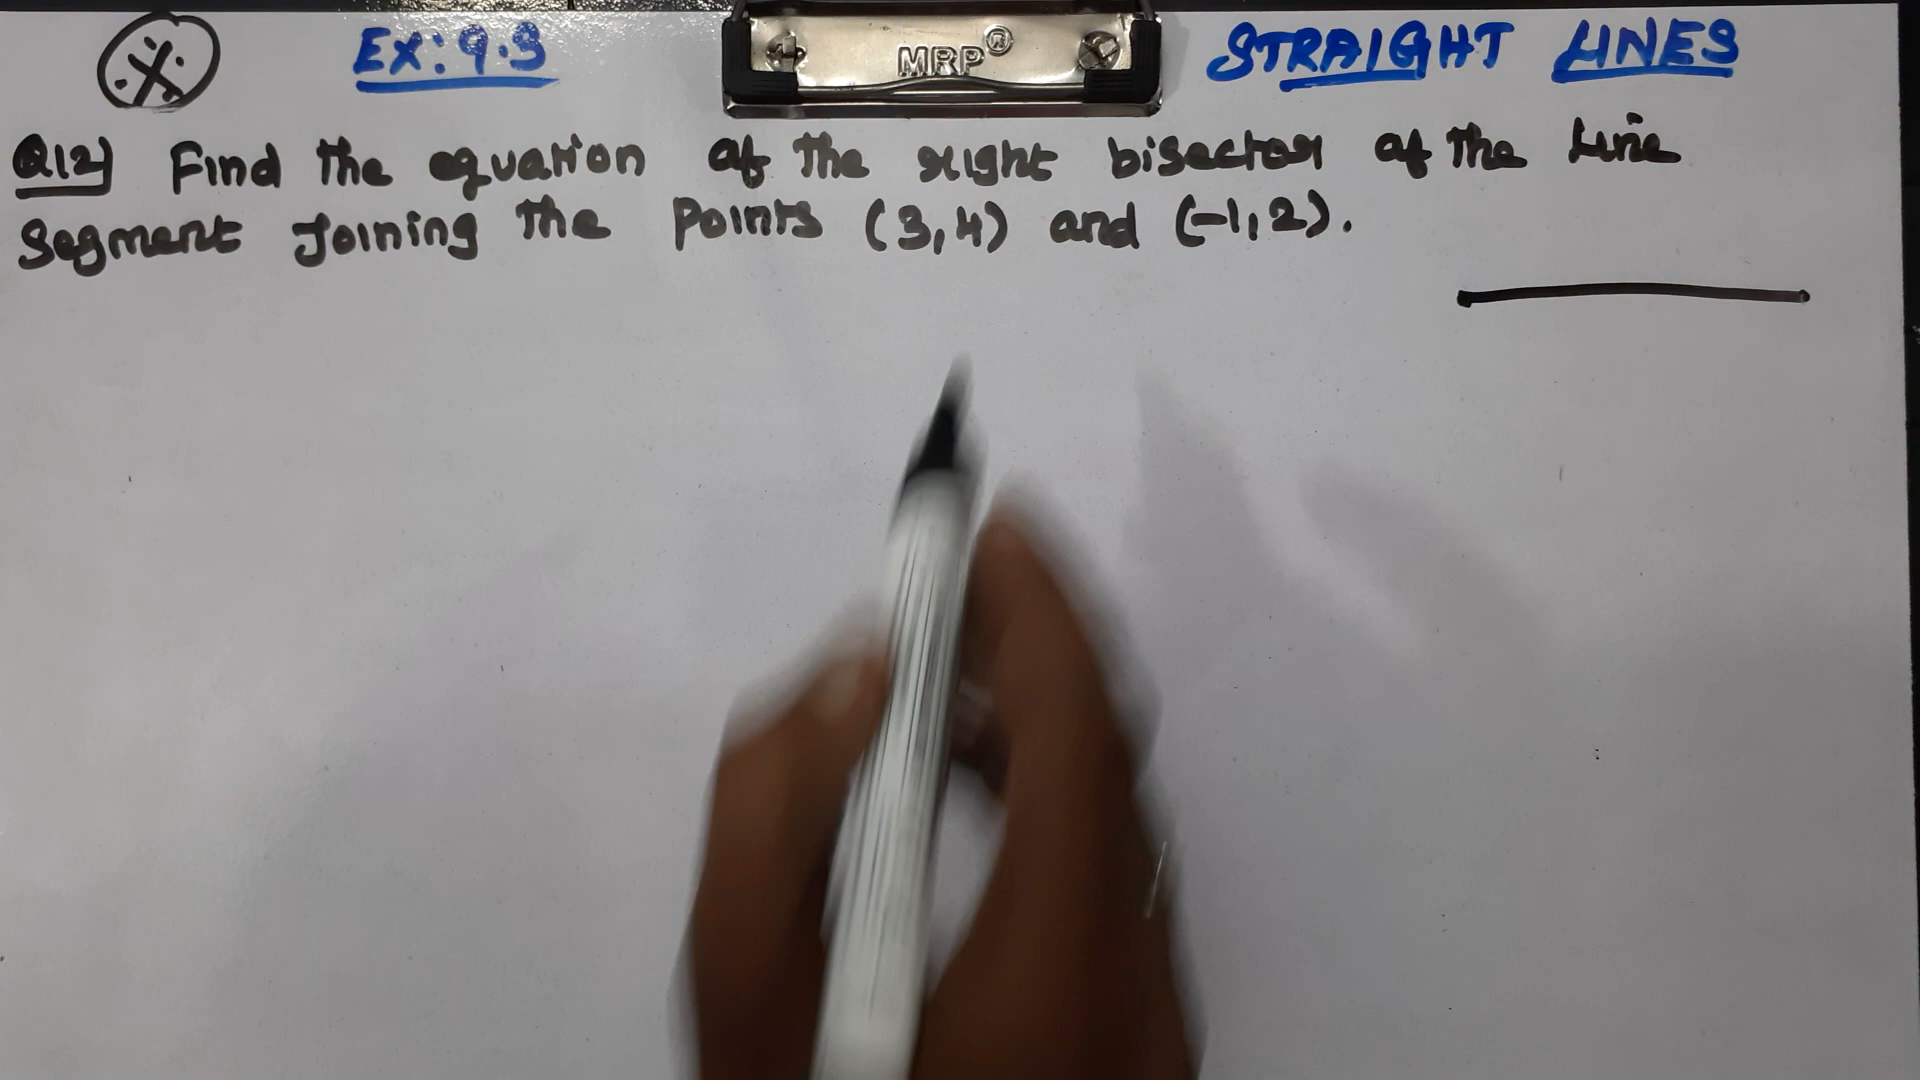 EX: 9.3
MRP®
STRAIGHT LINES
Q12) Find the equation of the right bisector of the Line
Segment Joining the Points (3,4) and (-1,2).